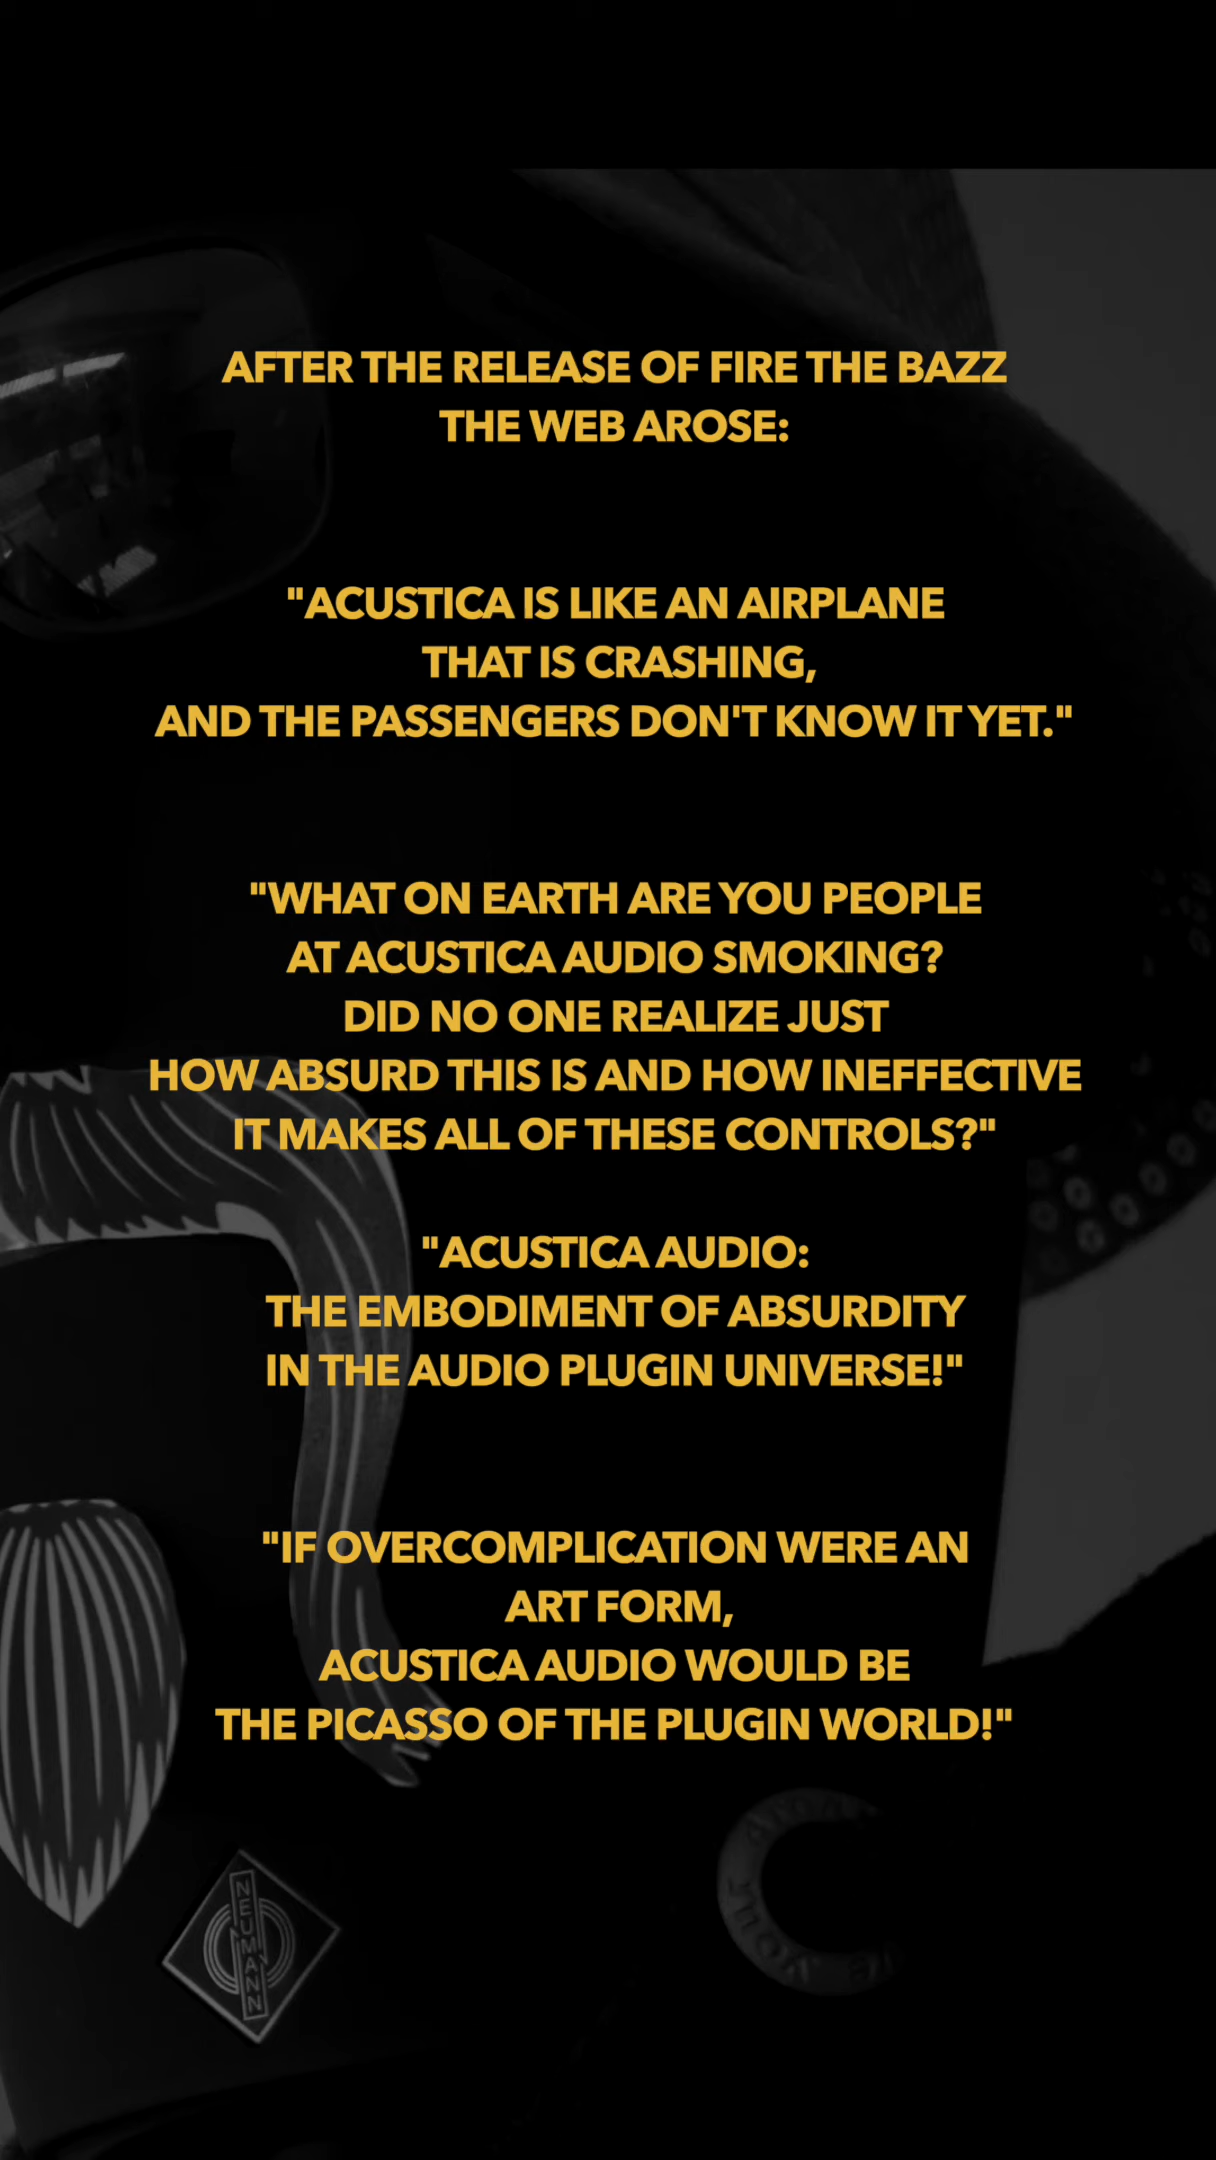 AFTER THE RELEASE OF FIRE THE BAZZ
THE WEB AROSE:
"ACUSTICA IS LIKE AN AIRPLANE
THAT IS CRASHING,
AND THE PASSENGERS DON'T KNOW IT YET."
"WHAT ON EARTH ARE YOU PEOPLE
AT ACUSTICA AUDIO SMOKING?
DID NO ONE REALIZE JUST
HOW ABSURD THIS IS AND HOW INEFFECTIVE
IT MAKES ALL OF THESE CONTROLS?"
"ACUSTICA AUDIO:
THE EMBODIMENT OF ABSURDITY
IN THE AUDIO PLUGIN UNIVERSE!"
"IF OVERCOMPLICATION WERE AN
ART FORM,
ACUSTICA AUDIO WOULD BE
THE PICASSO OF THE PLUGIN WORLD!"
NEUMANN